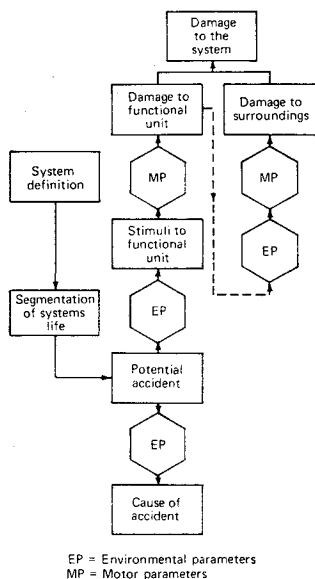 Damage
to the
system
Damage to
functional
unit
Damage to
surroundings
System
definition
MP
MP
Stimuli to
functional
unit
EP
Segmentation
of systems
life
EP
Potential
accident
EP
Cause of
accident
EP = Environmental parameters
MP = Motor parameters